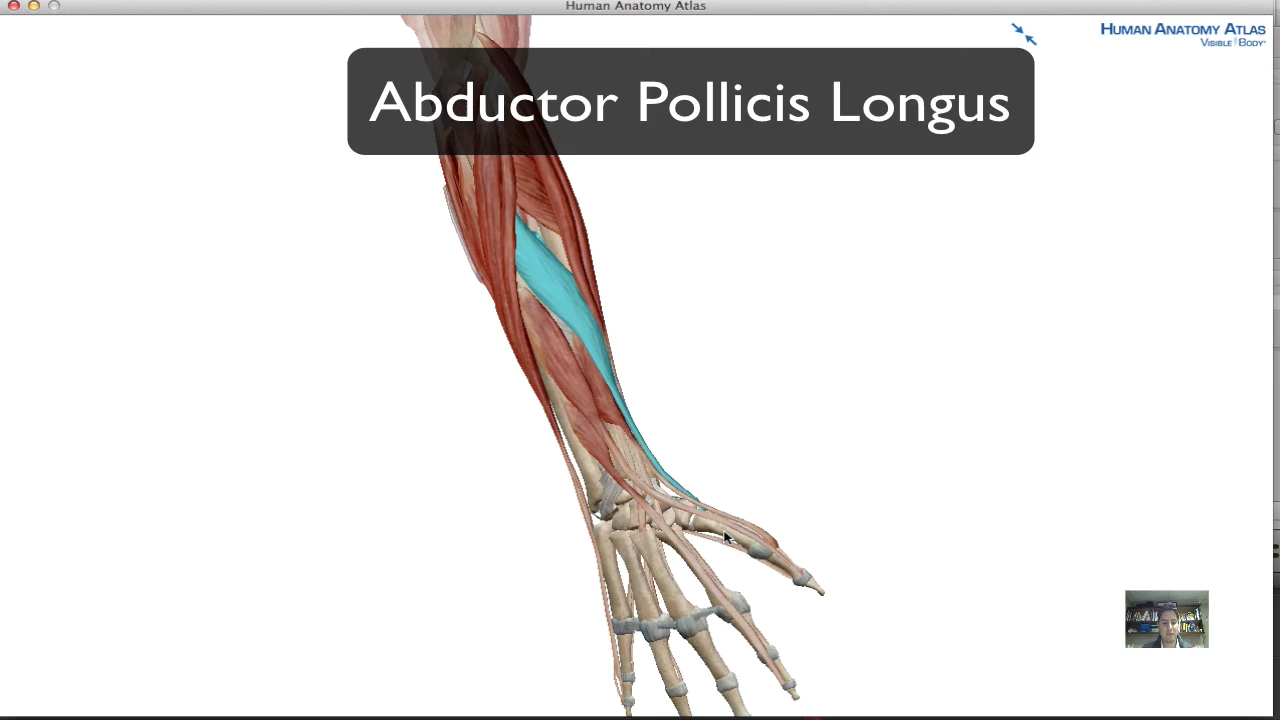 Human Anatomy Atlas
HUMAN ANATOMY ATLAS
VISIBLE BODY®
Abductor Pollicis Longus